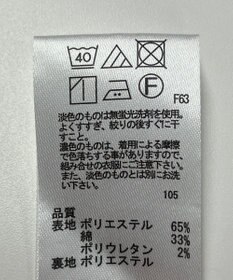 40
F
F63
淡色のものは無蛍光洗剤を使用。
よくすすぎ、絞りの後すぐに干
すこと。
濃色のものは、着用による摩擦
で色落ちする事がありますので、
組み合せの衣服にご注意下さい。
また、淡色のものとは別にお洗
い下さい。
105
品質
表地 ポリエステル 65%
綿 33%
ポリウレタン 2%
裏地 ポリエステル